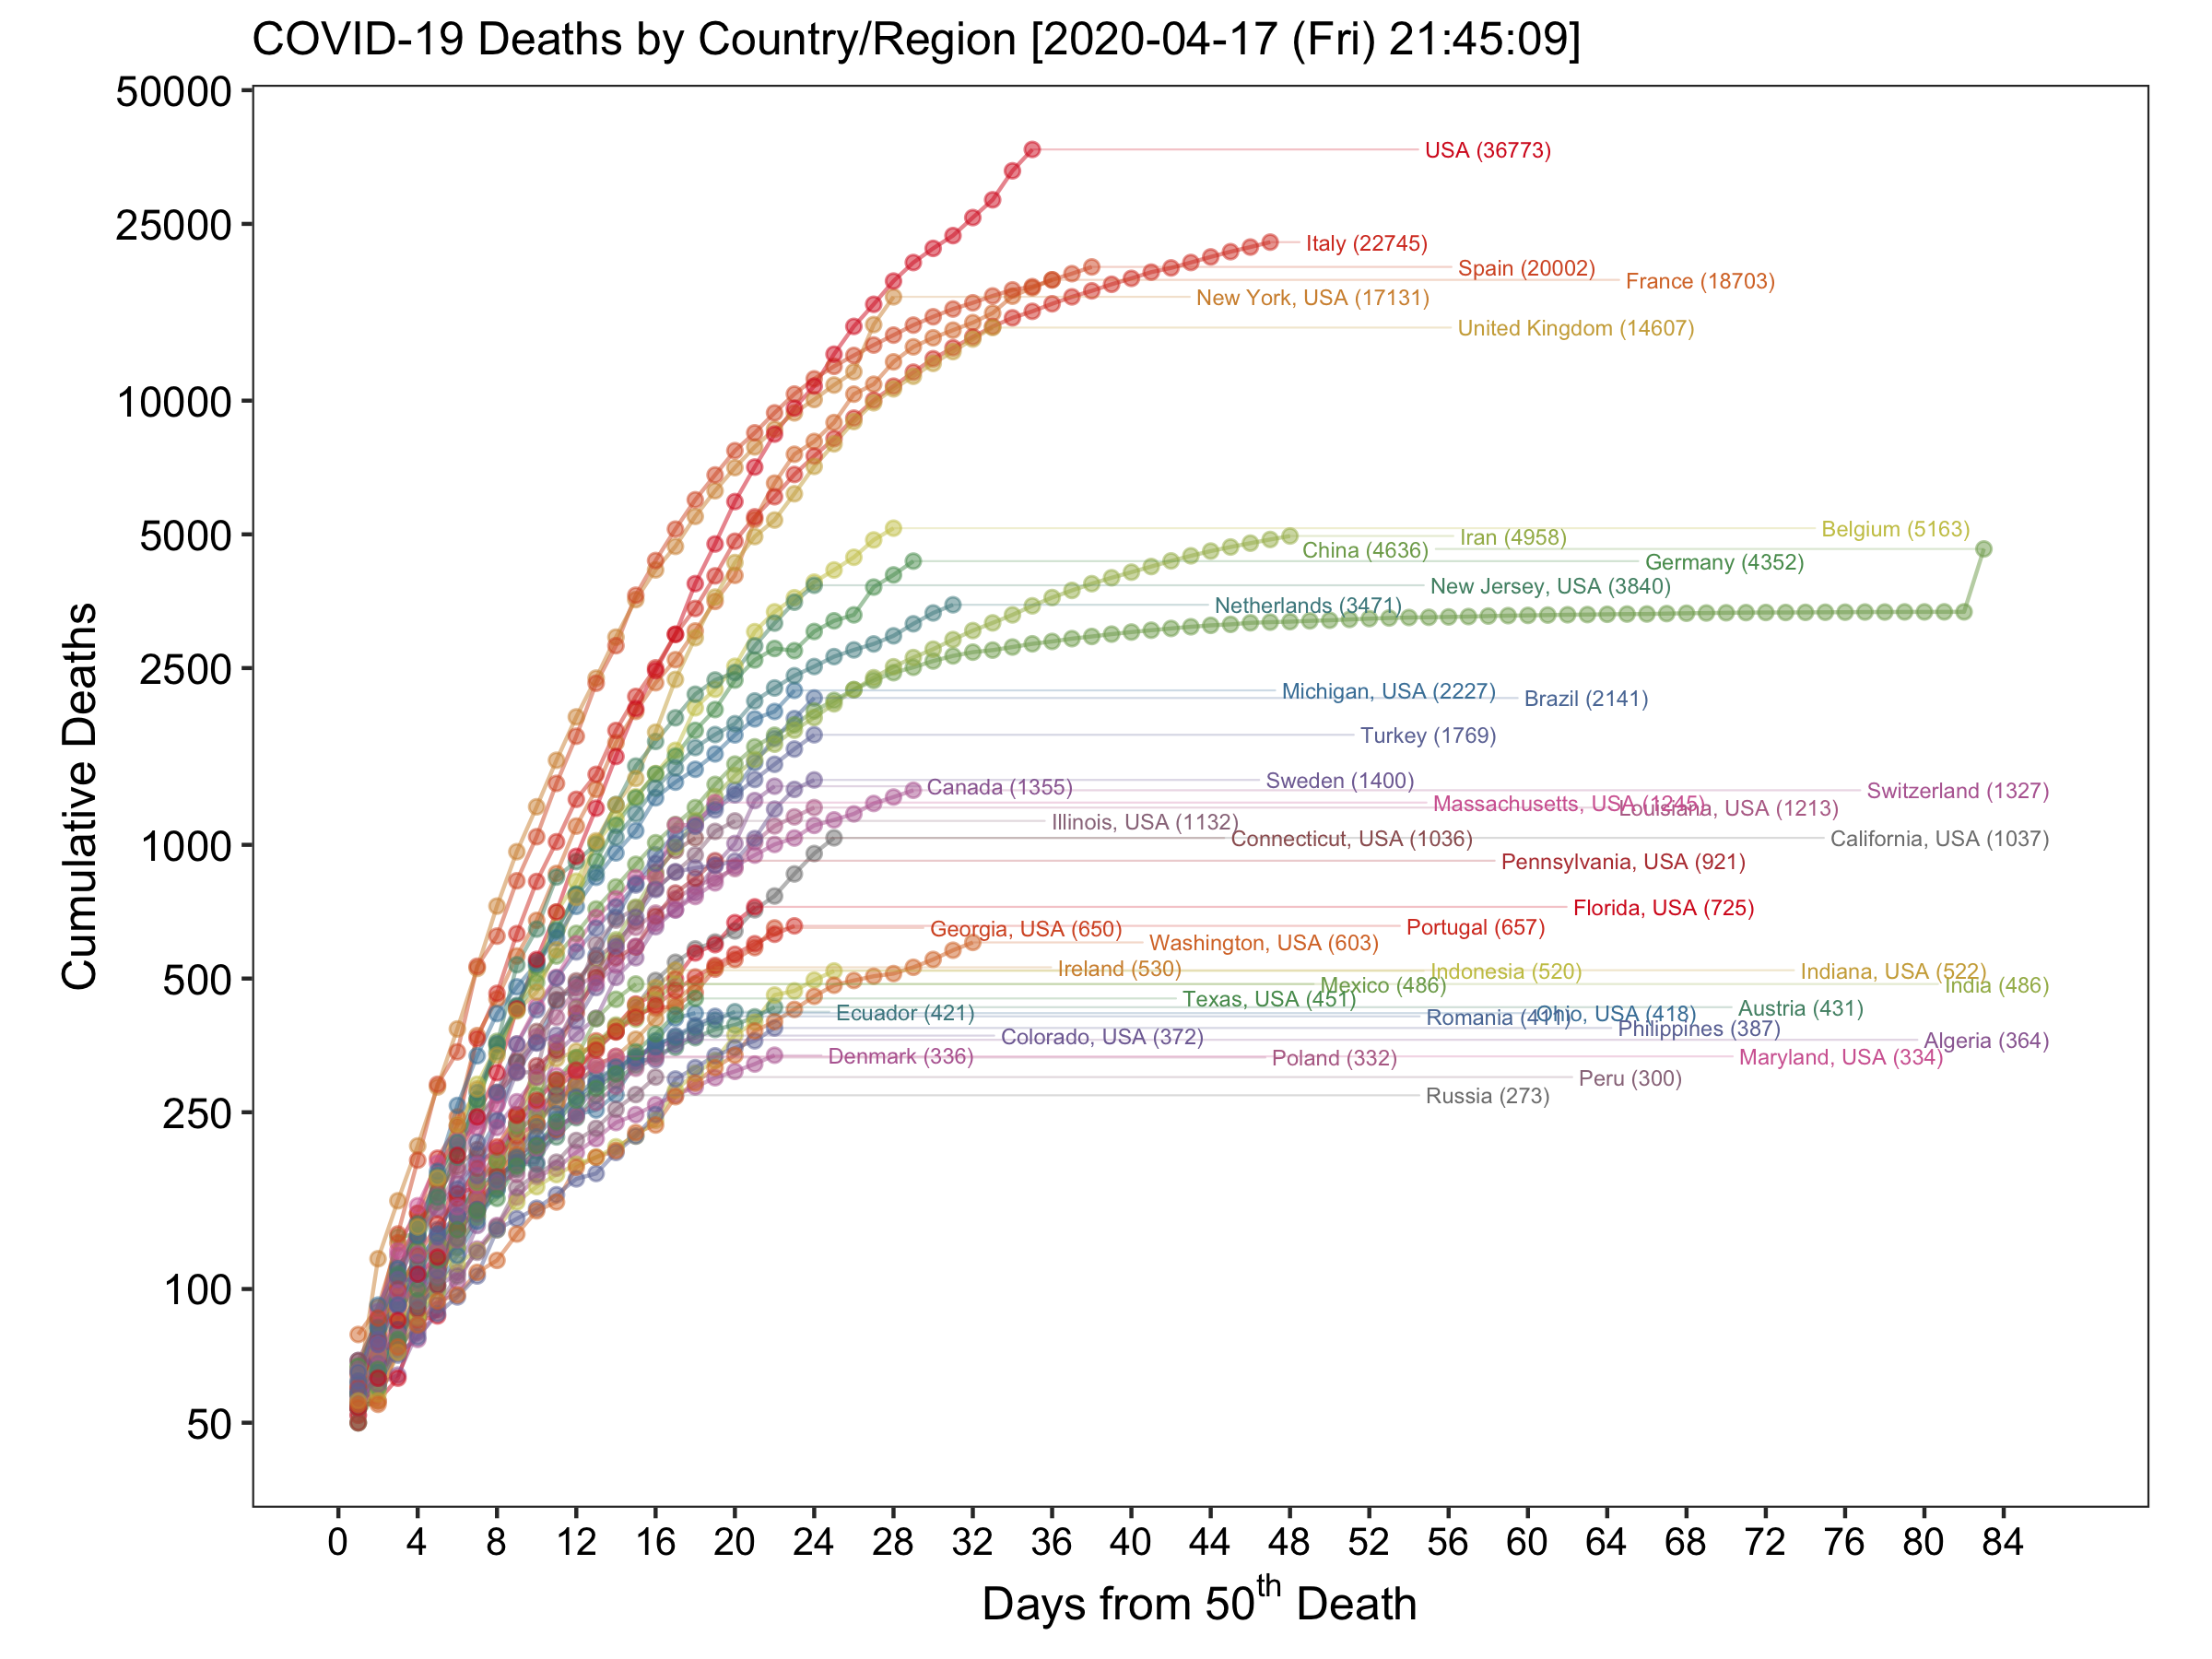 COVID-19 Deaths by Country/Region [2020-04-17 (Fri) 21:45:09]
50000
25000
10000
5000
2500
1000
500
250
100
50
Cumulative Deaths
USA (36773)
Italy (22745)
Spain (20002)
France (18703)
New York, USA (17131)
United Kingdom (14607)
Belgium (5163)
Iran (4958)
China (4636)
Germany (4352)
New Jersey, USA (3840)
Netherlands (3471)
Michigan, USA (2227)
Brazil (2141)
Turkey (1769)
Sweden (1400)
Canada (1355)
Switzerland (1327)
Massachusetts, USA (1245)
Louisiana, USA (1213)
Illinois, USA (1132)
Connecticut, USA (1036)
California, USA (1037)
Pennsylvania, USA (921)
Florida, USA (725)
Portugal (657)
Georgia, USA (650)
Washington, USA (603)
Ireland (530)
Indonesia (520)
Indiana, USA (522)
Mexico (486)
India (486)
Texas, USA (451)
Austria (431)
Ecuador (421)
Romania (411)
Ohio, USA (418)
Philippines (387)
Colorado, USA (372)
Algeria (364)
Denmark (336)
Poland (332)
Maryland, USA (334)
Peru (300)
Russia (273)
0 4 8 12 16 20 24 28 32 36 40 44 48 52 56 60 64 68 72 76 80 84
Days from 50th Death